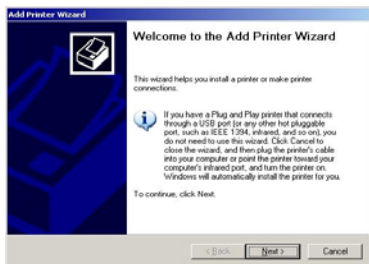 Add Printer Wizard
Welcome to the Add Printer Wizard
This wizard helps you install a printer or make printer
connections.
If you have a Plug and Play printer that connects
through a USB port (or any other hot pluggable
port, such as IEEE 1394, infrared, and so on), you
do not need to use this wizard. Click Cancel to
close the wizard, and then plug the printer's cable
into your computer or point the printer toward your
computer's infrared port, and turn the printer on.
Windows will automatically install the printer for you.
To continue, click Next.
< Back Next > Cancel